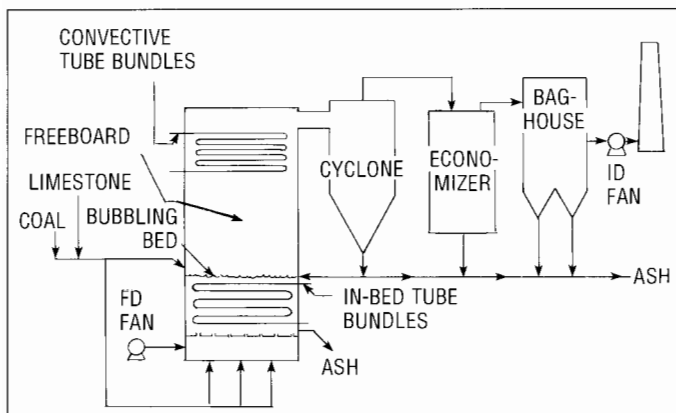 CONVECTIVE
TUBE BUNDLES
FREEBOARD
LIMESTONE
COAL
BUBBLING
BED
FD
FAN
CYCLONE
ECONO-
MIZER
BAG-
HOUSE
ID
FAN
ASH
IN-BED TUBE
BUNDLES
ASH